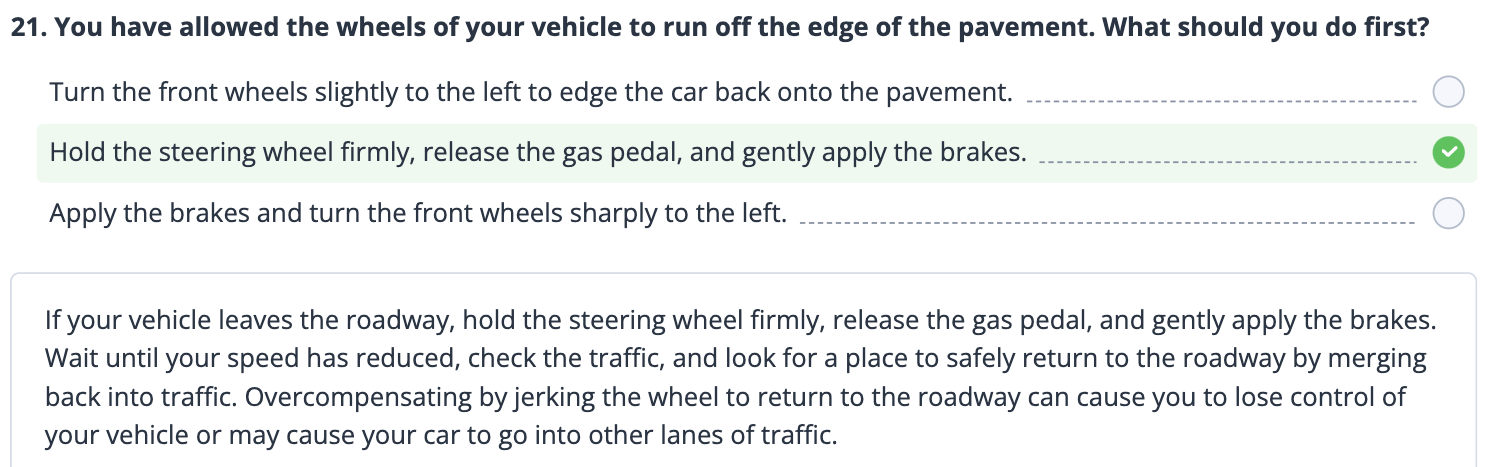 21. You have allowed the wheels of your vehicle to run off the edge of the pavement. What should you do first?
Turn the front wheels slightly to the left to edge the car back onto the pavement.
Hold the steering wheel firmly, release the gas pedal, and gently apply the brakes.
Apply the brakes and turn the front wheels sharply to the left.
If your vehicle leaves the roadway, hold the steering wheel firmly, release the gas pedal, and gently apply the brakes.
Wait until your speed has reduced, check the traffic, and look for a place to safely return to the roadway by merging
back into traffic. Overcompensating by jerking the wheel to return to the roadway can cause you to lose control of
your vehicle or may cause your car to go into other lanes of traffic.